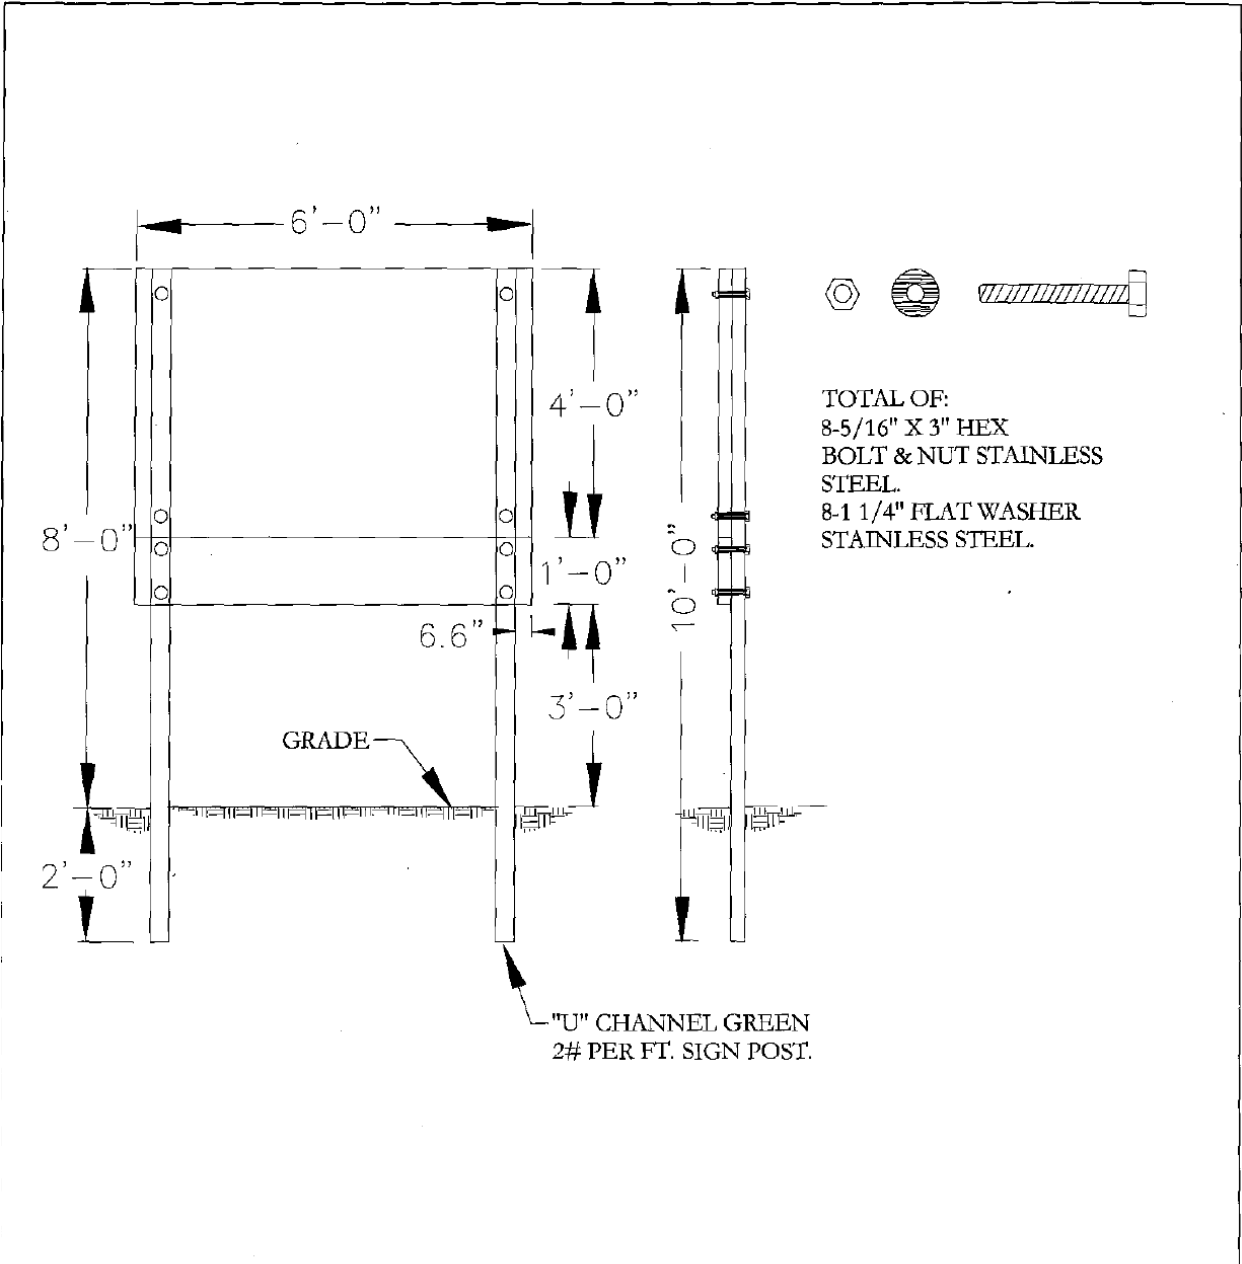 6'-0"
4'-0"
8'-0"
1'-0"
6.6"
3'-0"
GRADE
2'-0"
10'-0"
TOTAL OF:
8-5/16" X 3" HEX
BOLT & NUT STAINLESS
STEEL.
8-1 1/4" FLAT WASHER
STAINLESS STEEL.
"U" CHANNEL GREEN
2# PER FT. SIGN POST.